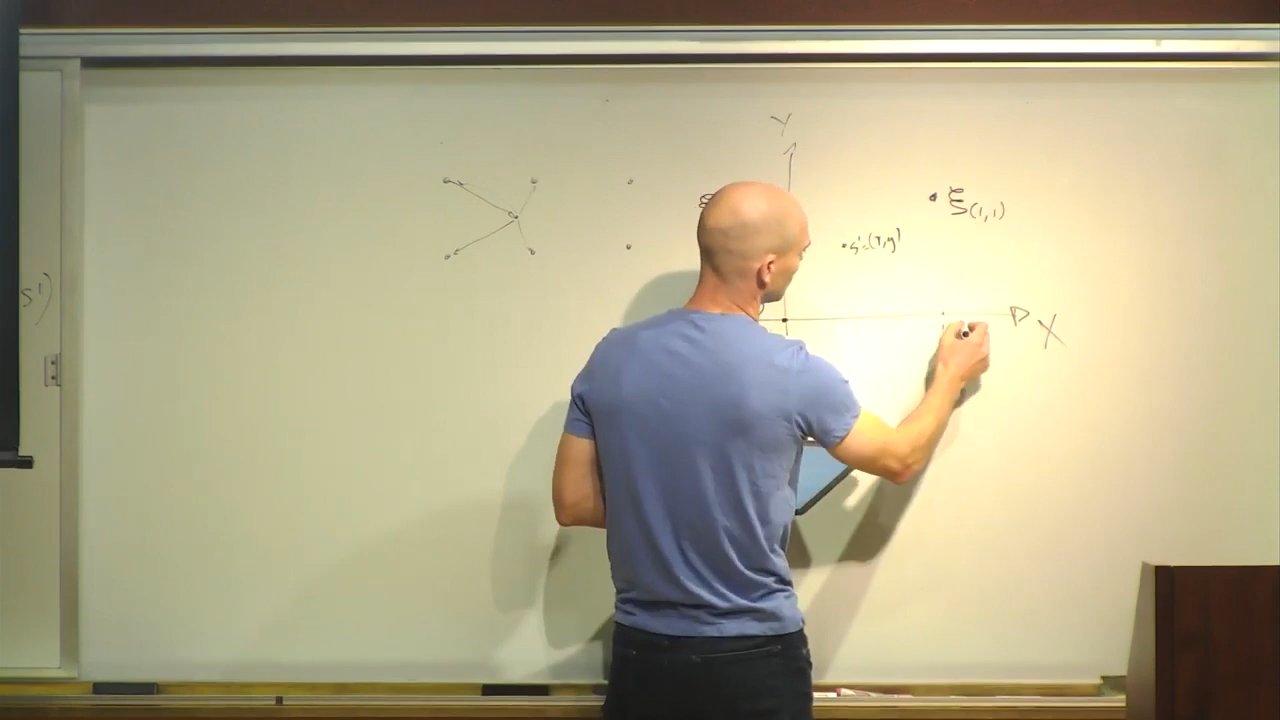 Y
ξ(1,1)
s'=(x,y)
s')
X